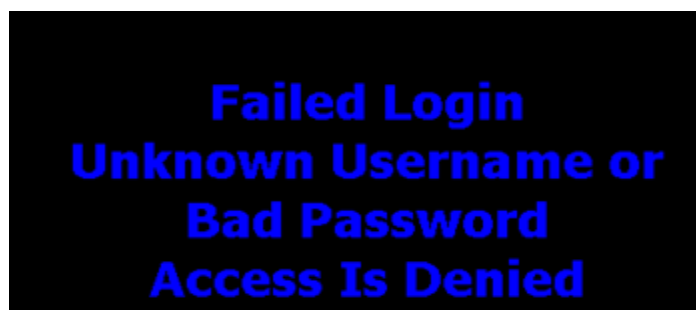 Failed Login
Unknown Username or
Bad Password
Access Is Denied